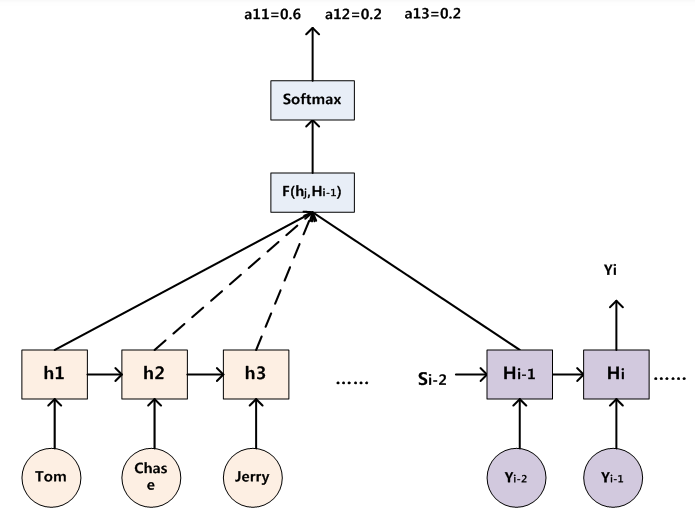 a11=0.6 a12=0.2 a13=0.2
Softmax
F(hj,Hi-1)
Yi
h1 h2 h3 …… Si-2 Hi-1 Hi ……
Tom Chas Jerry Yi-2 Yi-1
e